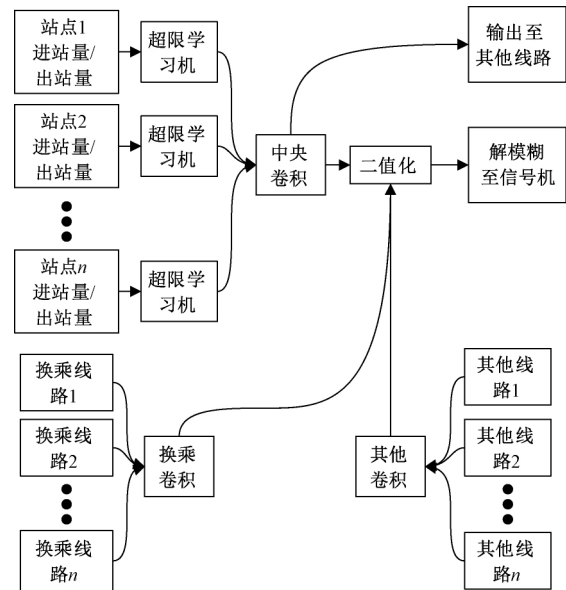 站点1
进站量/
出站量
超限学
习机
输出至
其他线路
站点2
进站量/
出站量
超限学
习机
中央
卷积
二值化
解模糊
至信号机
站点n
进站量/
出站量
超限学
习机
换乘线
路1
换乘线
路2
换乘线
路n
换乘
卷积
其他
卷积
其他线
路1
其他线
路2
其他线
路n